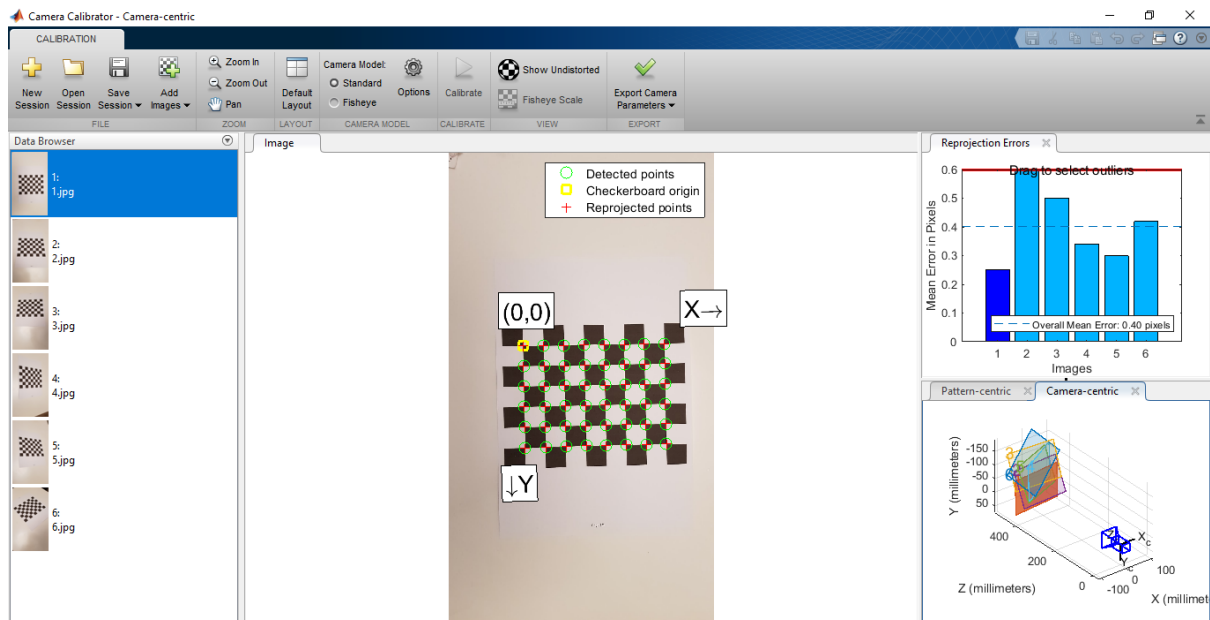 Camera Calibrator - Camera-centric
CALIBRATION
New Session
Open Session
Save Session
Add Images
Zoom In
Zoom Out
Pan
Default Layout
Camera Model:
Standard
Fisheye
Options
Calibrate
Show Undistorted
Fisheye Scale
Export Camera Parameters
FILE
ZOOM
LAYOUT
CAMERA MODEL
CALIBRATE
VIEW
EXPORT
Data Browser
1:
1.jpg
2:
2.jpg
3:
3.jpg
4:
4.jpg
5:
5.jpg
6:
6.jpg
Image
Detected points
Checkerboard origin
Reprojected points
(0,0)
X→
↓Y
Reprojection Errors
Drag to select outliers
Mean Error in Pixels
0.6
0.5
0.4
0.3
0.2
0.1
0
Overall Mean Error: 0.40 pixels
1 2 3 4 5 6
Images
Pattern-centric
Camera-centric
Y (millimeters)
-150
-100
-50
0
50
400
200
0
Z (millimeters)
-100
0
100
X (millimet
Xc
Yc